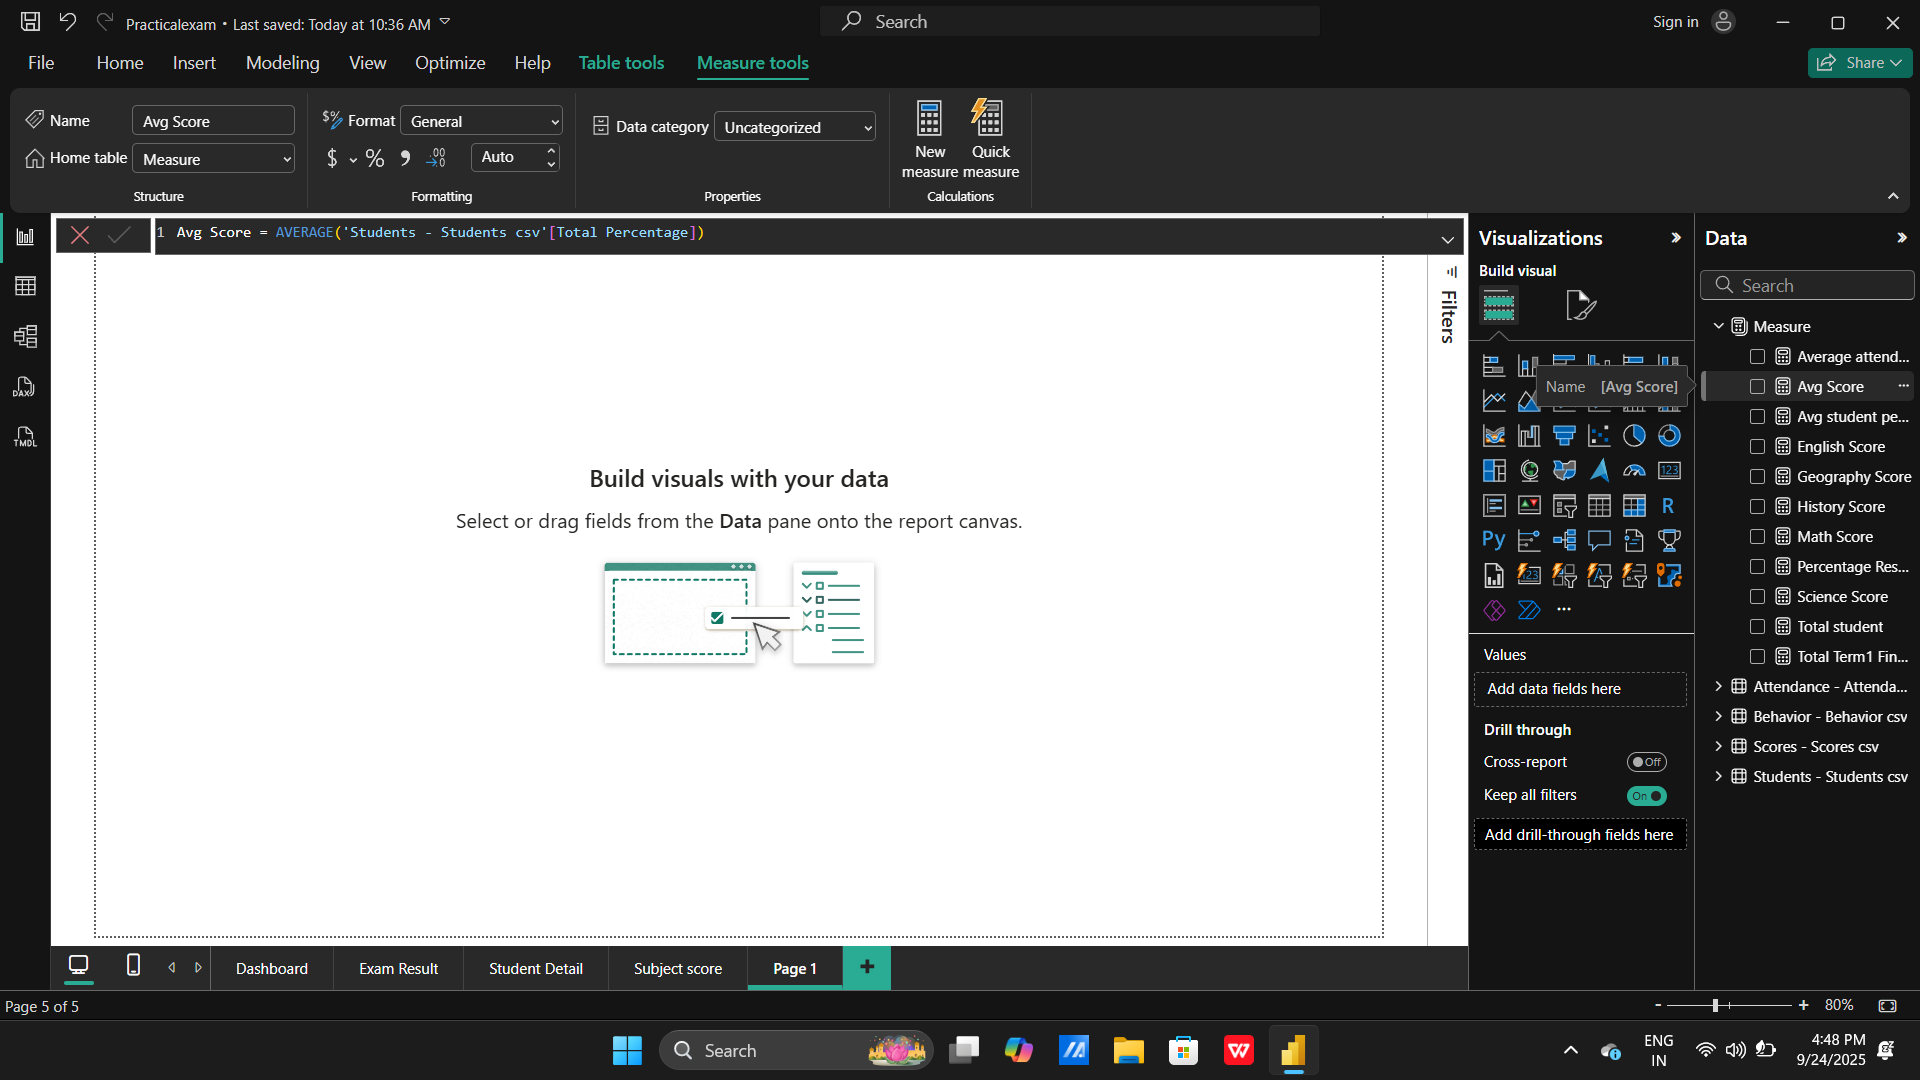 Practicalexam • Last saved: Today at 10:36 AM
Search
Sign in
File
Home
Insert
Modeling
View
Optimize
Help
Table tools
Measure tools
Share
Name
Avg Score
Home table
Measure
Structure
$% Format
General
$ % ,
.00
Auto
Formatting
Data category
Uncategorized
Properties
New measure
Quick measure
Calculations
1 Avg Score = AVERAGE('Students - Students csv'[Total Percentage])
DAX
TMDL
Build visuals with your data
Select or drag fields from the Data pane onto the report canvas.
Filters
Visualizations
Build visual
Name [Avg Score]
123
R
Py
123
Values
Add data fields here
Drill through
Cross-report
Off
Keep all filters
On
Add drill-through fields here
Data
Search
Measure
Average attend...
Avg Score
Avg student pe...
English Score
Geography Score
History Score
Math Score
Percentage Res...
Science Score
Total student
Total Term1 Fin...
Attendance - Attenda...
Behavior - Behavior csv
Scores - Scores csv
Students - Students csv
Dashboard
Exam Result
Student Detail
Subject score
Page 1
+
Page 5 of 5
- + 80%
Search
ENG
IN
4:48 PM
9/24/2025